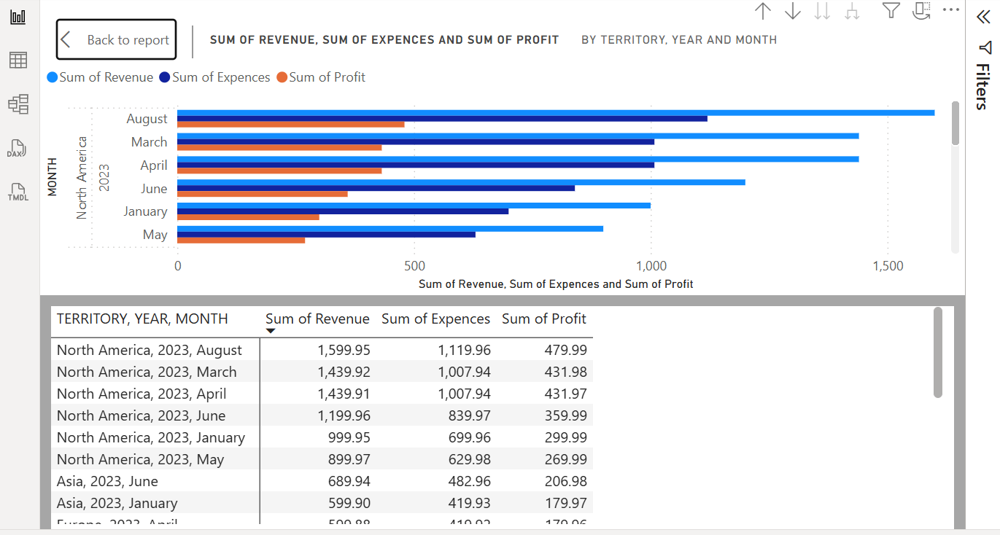 Back to report
SUM OF REVENUE, SUM OF EXPENCES AND SUM OF PROFIT BY TERRITORY, YEAR AND MONTH
Filters
Sum of Revenue Sum of Expences Sum of Profit
DAX
TMDL
MONTH
North America
2023
August
March
April
June
January
May
0 500 1,000 1,500
Sum of Revenue, Sum of Expences and Sum of Profit
TERRITORY, YEAR, MONTH Sum of Revenue Sum of Expences Sum of Profit
North America, 2023, August 1,599.95 1,119.96 479.99
North America, 2023, March 1,439.92 1,007.94 431.98
North America, 2023, April 1,439.91 1,007.94 431.97
North America, 2023, June 1,199.96 839.97 359.99
North America, 2023, January 999.95 699.96 299.99
North America, 2023, May 899.97 629.98 269.99
Asia, 2023, June 689.94 482.96 206.98
Asia, 2023, January 599.90 419.93 179.97
Europe, 2023, April 599.88